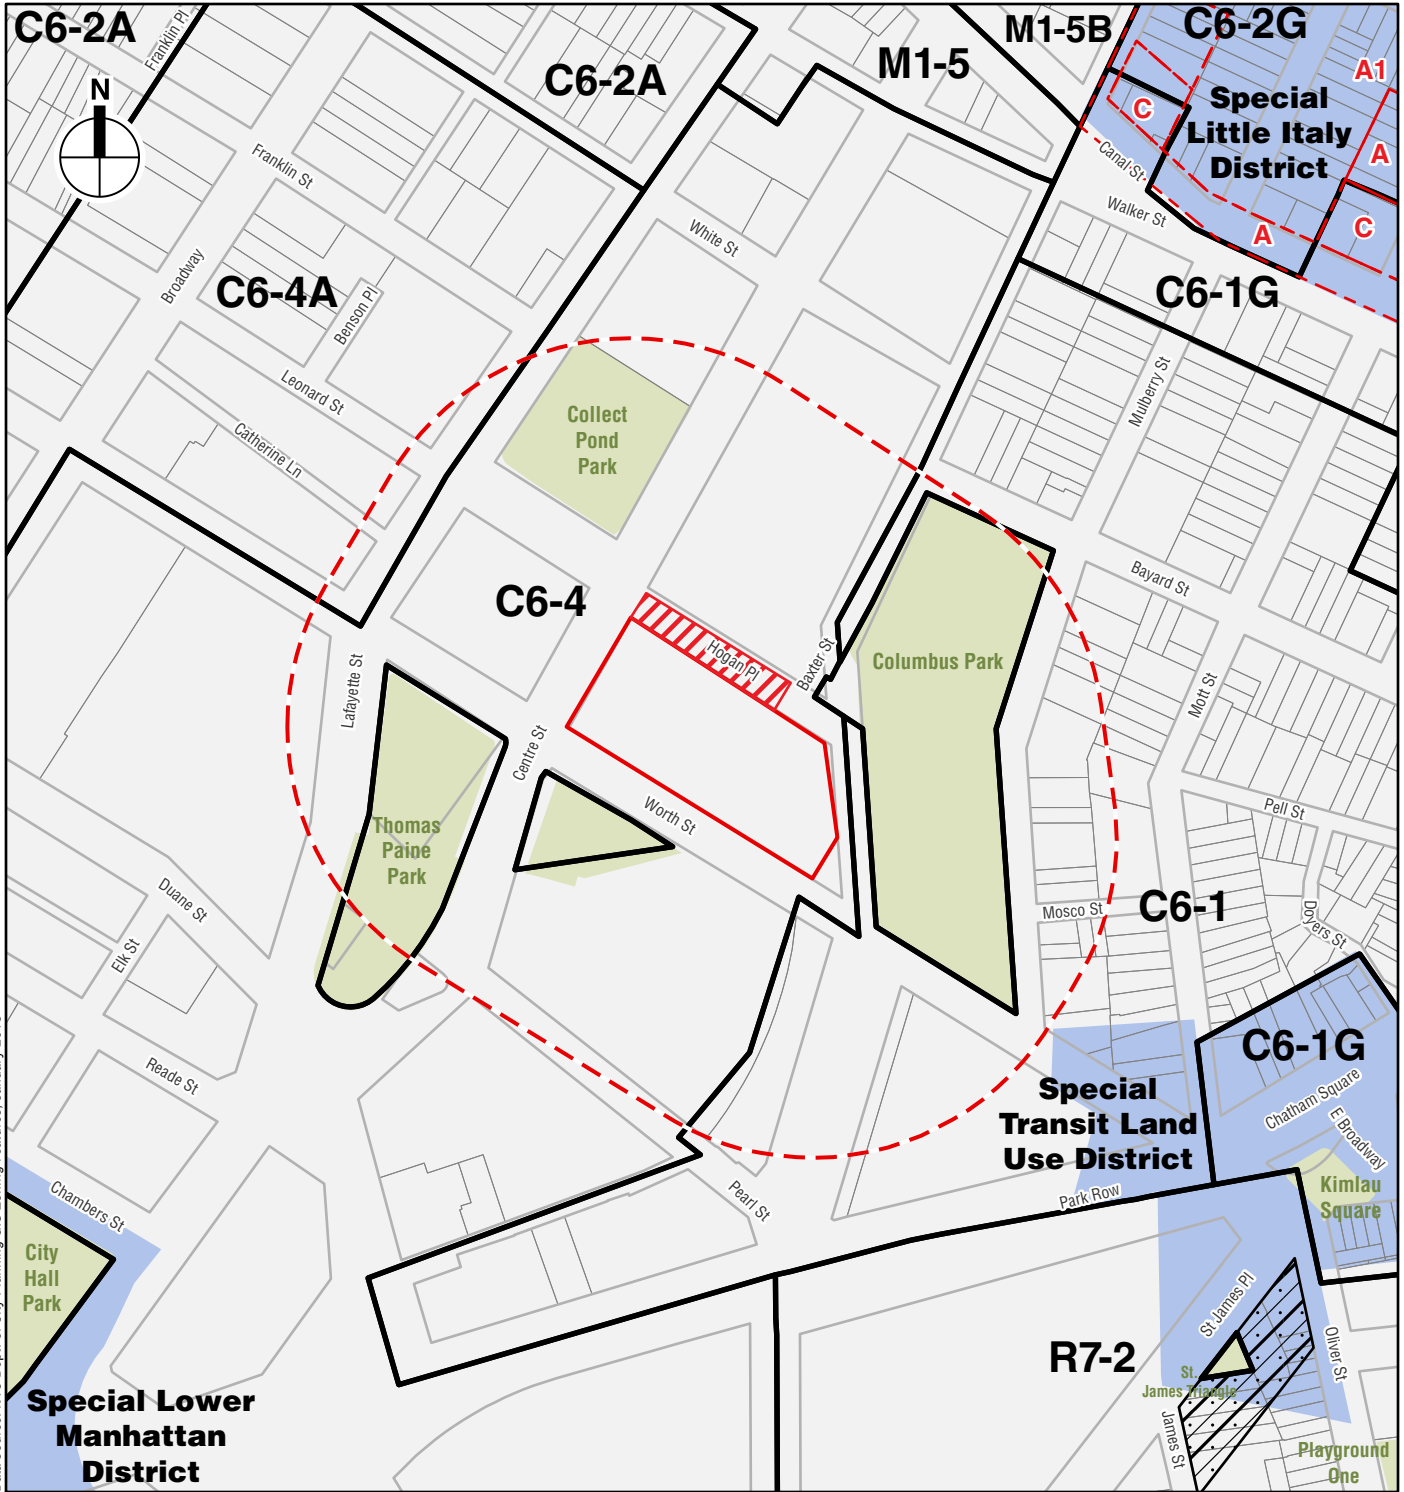 C6-2A
Franklin Pl
N
C6-2A
M1-5
M1-5B
C6-2G
A1
C
Special
Little Italy
District
A
Canal St
Walker St
A
C
Franklin St
White St
Broadway
C6-4A
Benson Pl
C6-1G
Leonard St
Mulberry St
Catherine Ln
Collect
Pond
Park
C6-4
Bayard St
Hogan Pl
Baxter St
Columbus Park
Lafayette St
Mott St
Centre St
Worth St
Pell St
Thomas
Paine
Park
Duane St
Mosco St
C6-1
Doyers St
Elk St
C6-1G
Reade St
Special
Transit Land
Use District
Chatham Square
E Broadway
Chambers St
Pearl St
Park Row
Kimlau
Square
City
Hall
Park
St James Pl
Oliver St
R7-2
St.
James Triangle
James St
Special Lower
Manhattan
District
Playground
One